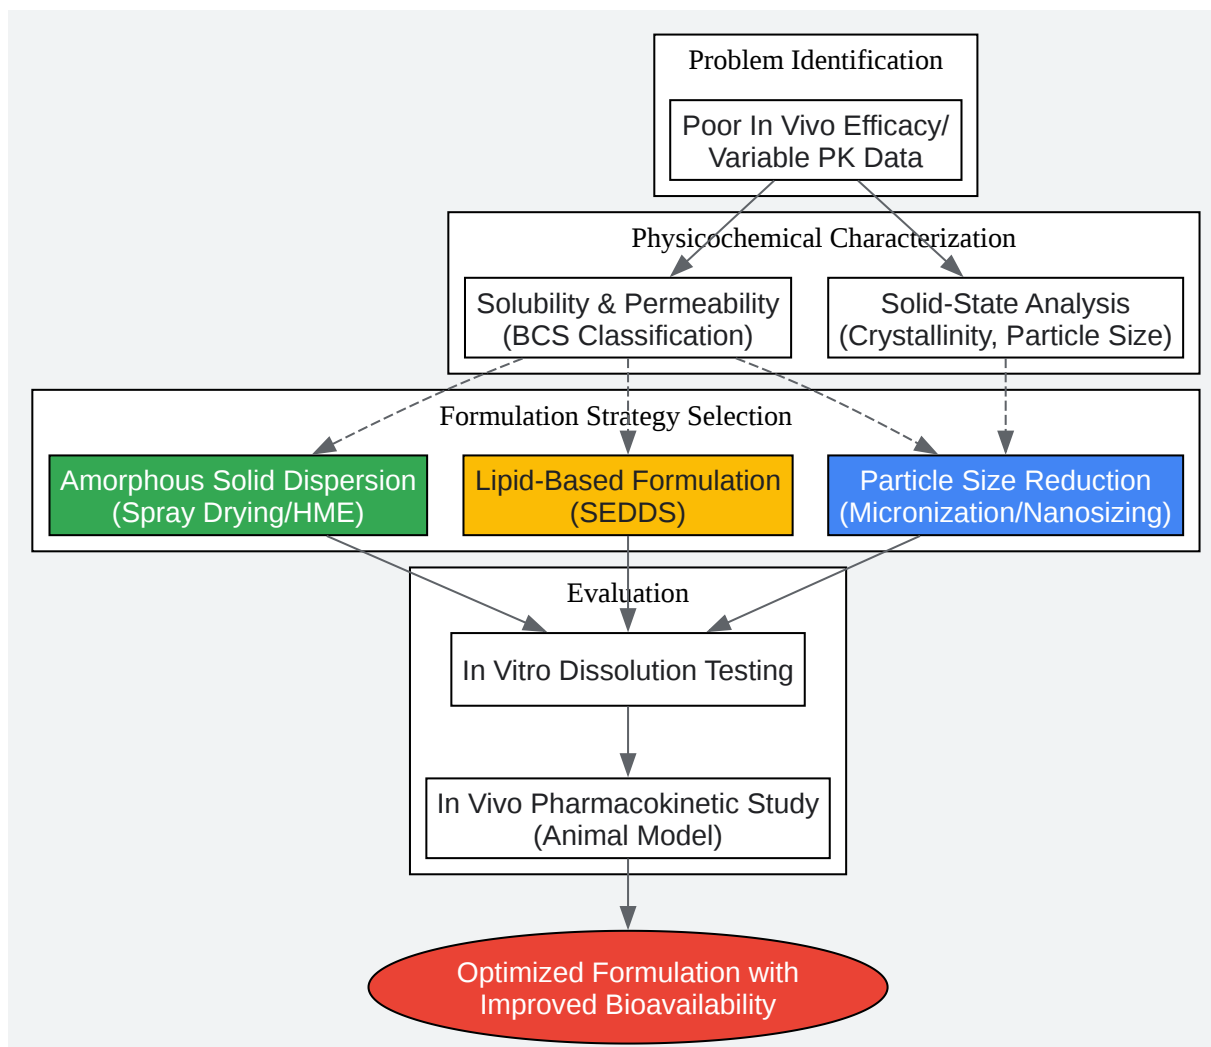 Problem Identification
Poor In Vivo Efficacy/
Variable PK Data
Physicochemical Characterization
Solubility & Permeability
(BCS Classification)
Solid-State Analysis
(Crystallinity, Particle Size)
Formulation Strategy Selection
Amorphous Solid Dispersion
(Spray Drying/HME)
Lipid-Based Formulation
(SEDDS)
Particle Size Reduction
(Micronization/Nanosizing)
Evaluation
In Vitro Dissolution Testing
In Vivo Pharmacokinetic Study
(Animal Model)
Optimized Formulation with
Improved Bioavailability